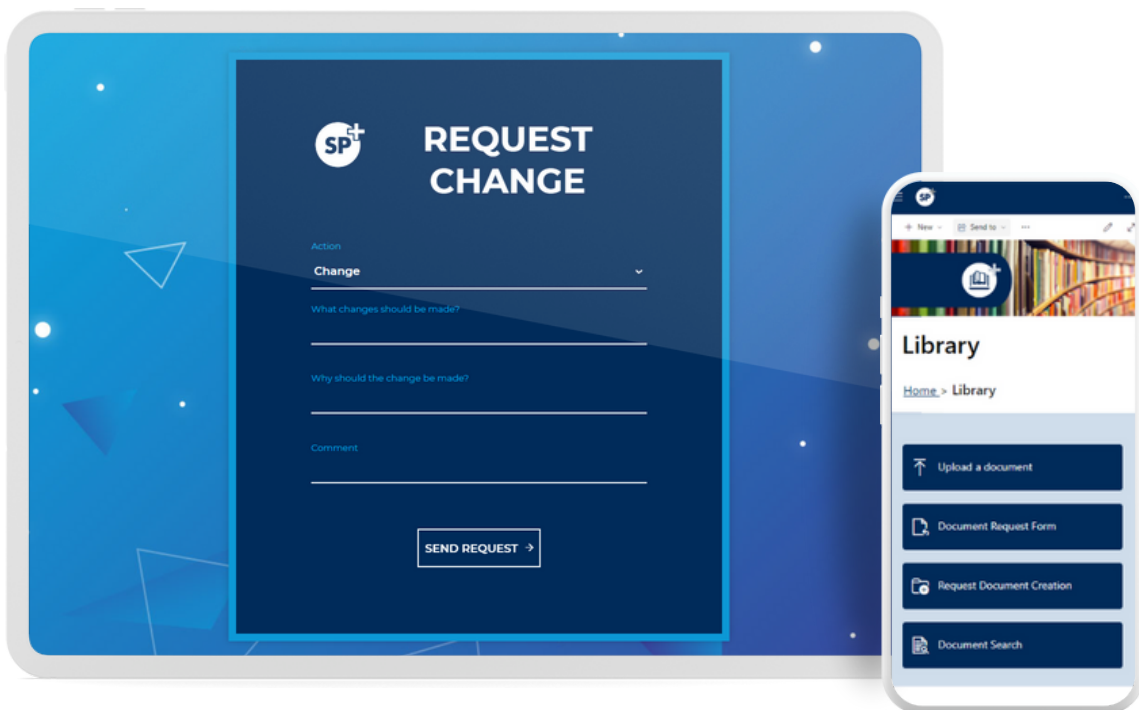 SP
REQUEST
CHANGE
Action
Change
What changes should be made?
Why should the change be made?
Comment
SEND REQUEST →
SP
+ New
Send to
...
Library
Home > Library
Upload a document
Document Request Form
Request Document Creation
Document Search